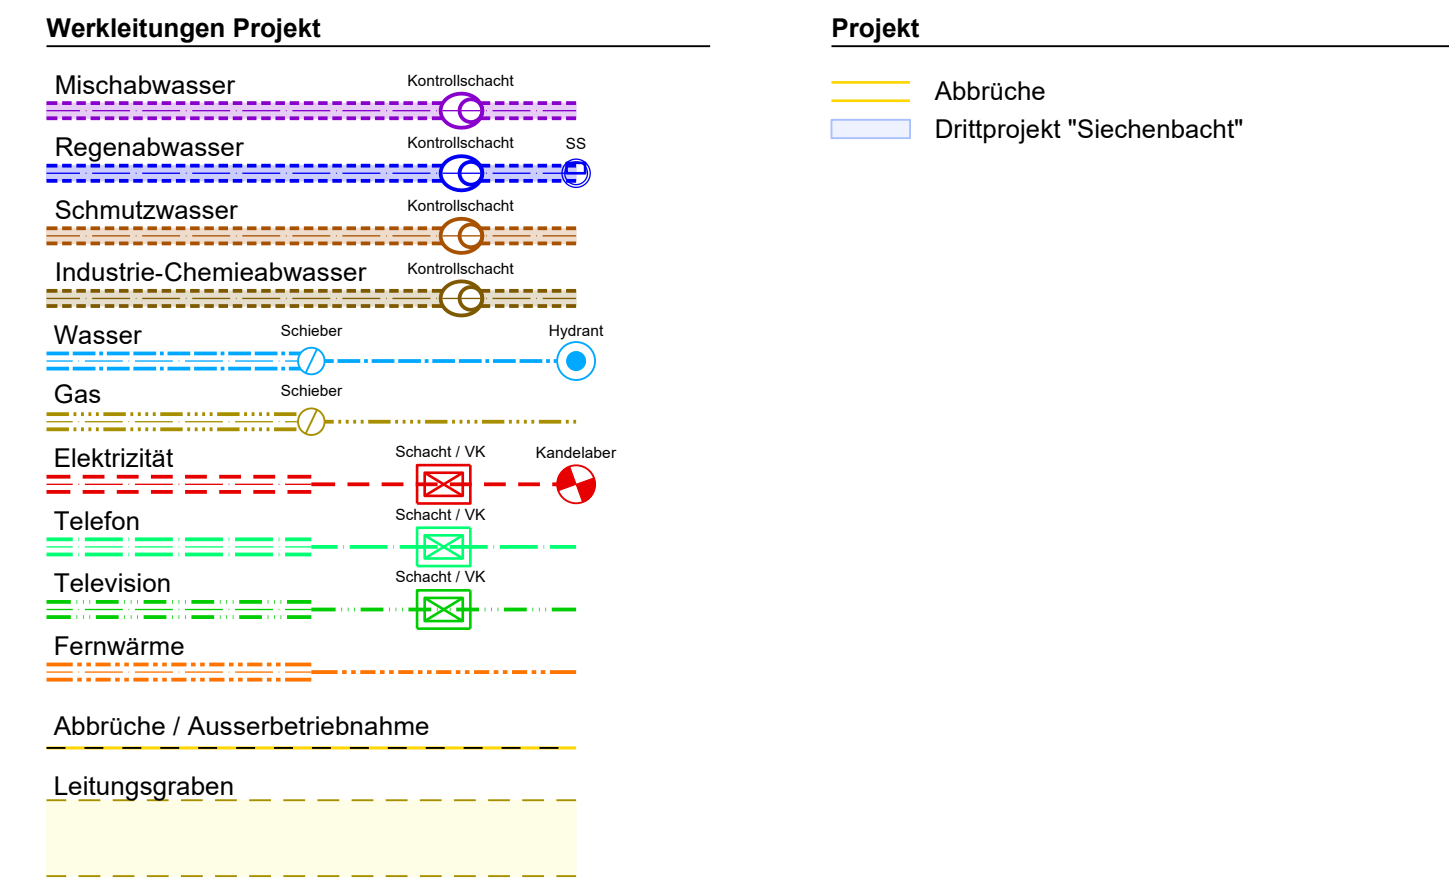 Werkleitungen Projekt
Mischabwasser
Kontrollschacht
Regenabwasser
Kontrollschacht
SS
Schmutzwasser
Kontrollschacht
Industrie-Chemieabwasser
Kontrollschacht
Wasser
Schieber
Hydrant
Gas
Schieber
Elektrizität
Schacht / VK
Kandelaber
Telefon
Schacht / VK
Television
Schacht / VK
Fernwärme
Abbrüche / Ausserbetriebnahme
Leitungsgraben
Projekt
Abbrüche
Drittprojekt "Siechenbacht"